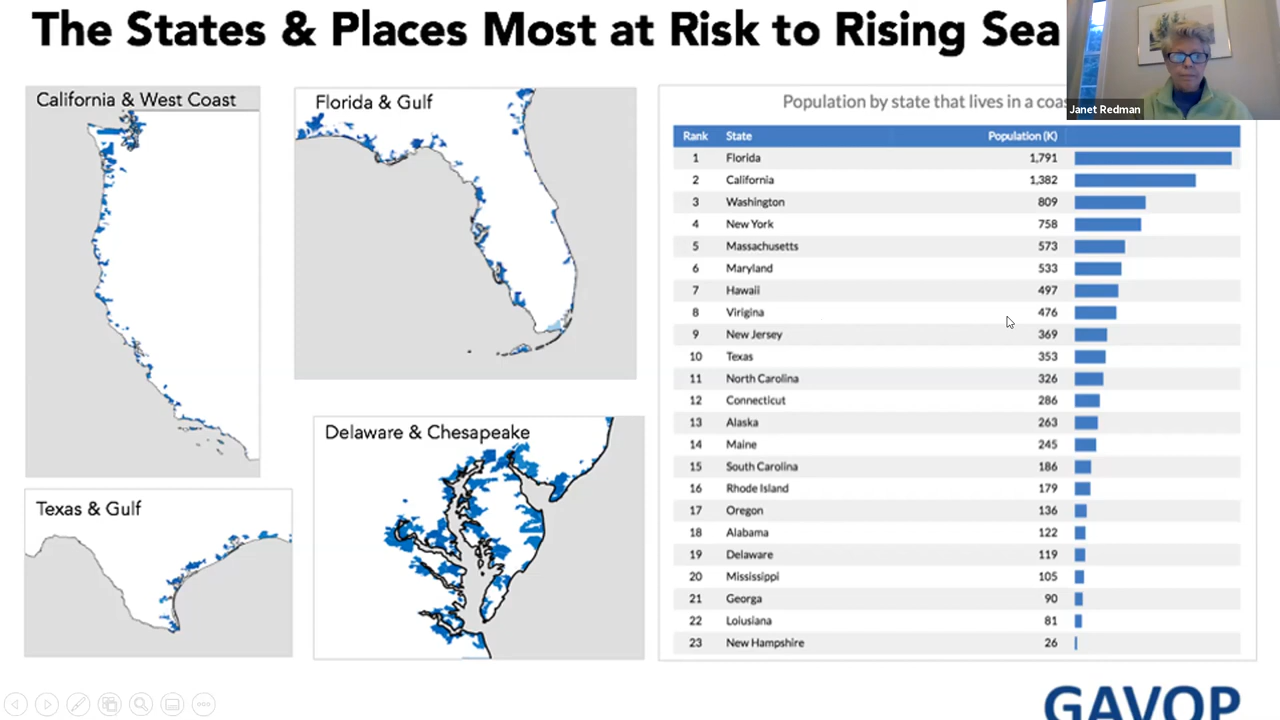 The States & Places Most at Risk to Rising Sea
California & West Coast
Florida & Gulf
Texas & Gulf
Delaware & Chesapeake
Janet Redman
Population by state that lives in a
Rank State Population (K)
1 Florida 1,791
2 California 1,382
3 Washington 809
4 New York 758
5 Massachusetts 573
6 Maryland 533
7 Hawaii 497
8 Virigina 476
9 New Jersey 369
10 Texas 353
11 North Carolina 326
12 Connecticut 286
13 Alaska 263
14 Maine 245
15 South Carolina 186
16 Rhode Island 179
17 Oregon 136
18 Alabama 122
19 Delaware 119
20 Mississippi 105
21 Georga 90
22 Loiusiana 81
23 New Hampshire 26
GAVOP